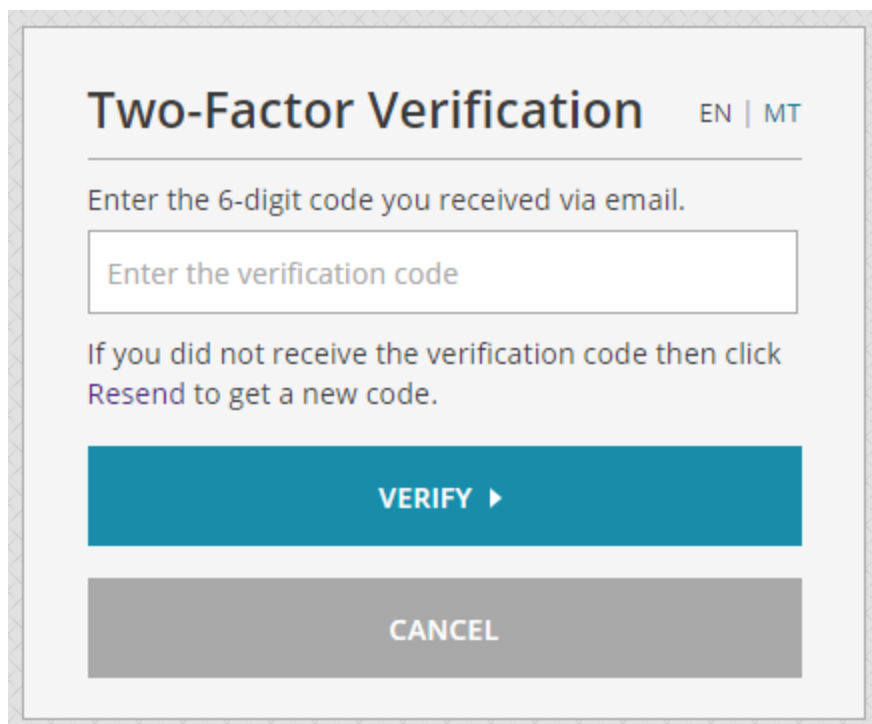 Two-Factor Verification EN | MT
Enter the 6-digit code you received via email.
Enter the verification code
If you did not receive the verification code then click
Resend to get a new code.
VERIFY
CANCEL